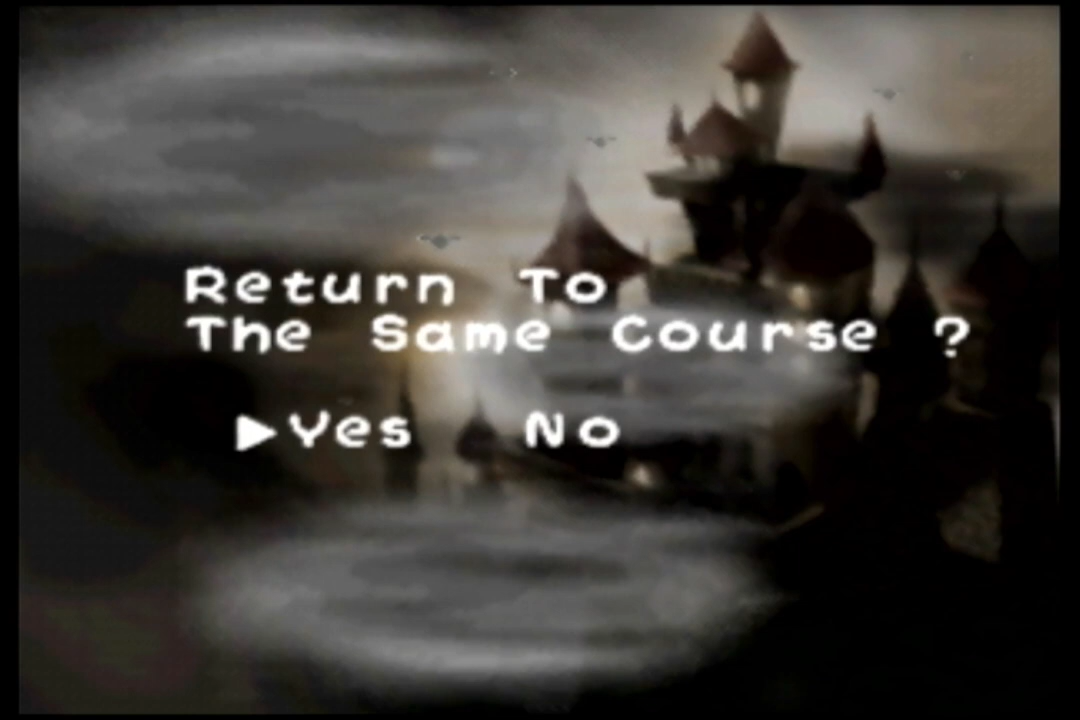 Return To
The Same Course ?
▶Yes No